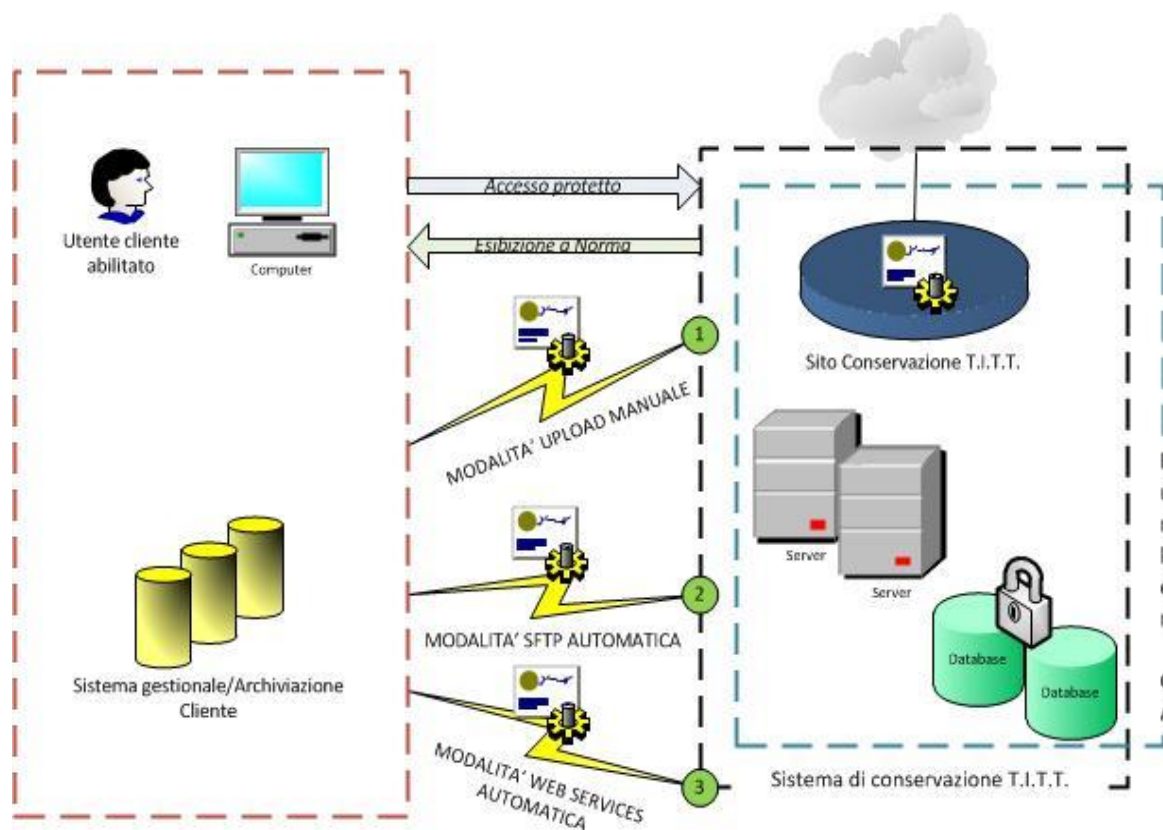 Accesso protetto
Esibizione a Norma
Utente cliente
abilitato
Computer
1
MODALITA' UPLOAD MANUALE
Sito Conservazione T.I.T.T.
Server
Server
2
MODALITA' SFTP AUTOMATICA
Database
Database
Sistema gestionale/Archiviazione
Cliente
3
MODALITA' WEB SERVICES
AUTOMATICA
Sistema di conservazione T.I.T.T.